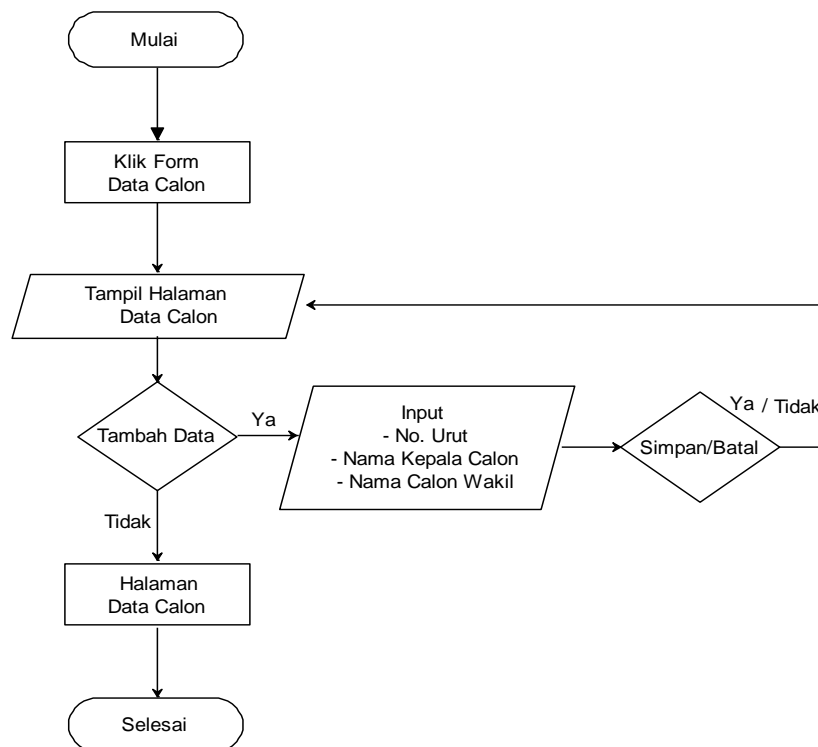 Mulai
Klik Form
Data Calon
Tampil Halaman
Data Calon
Tambah Data
Ya
Input
- No. Urut
- Nama Kepala Calon
- Nama Calon Wakil
Simpan/Batal
Ya / Tidak
Tidak
Halaman
Data Calon
Selesai